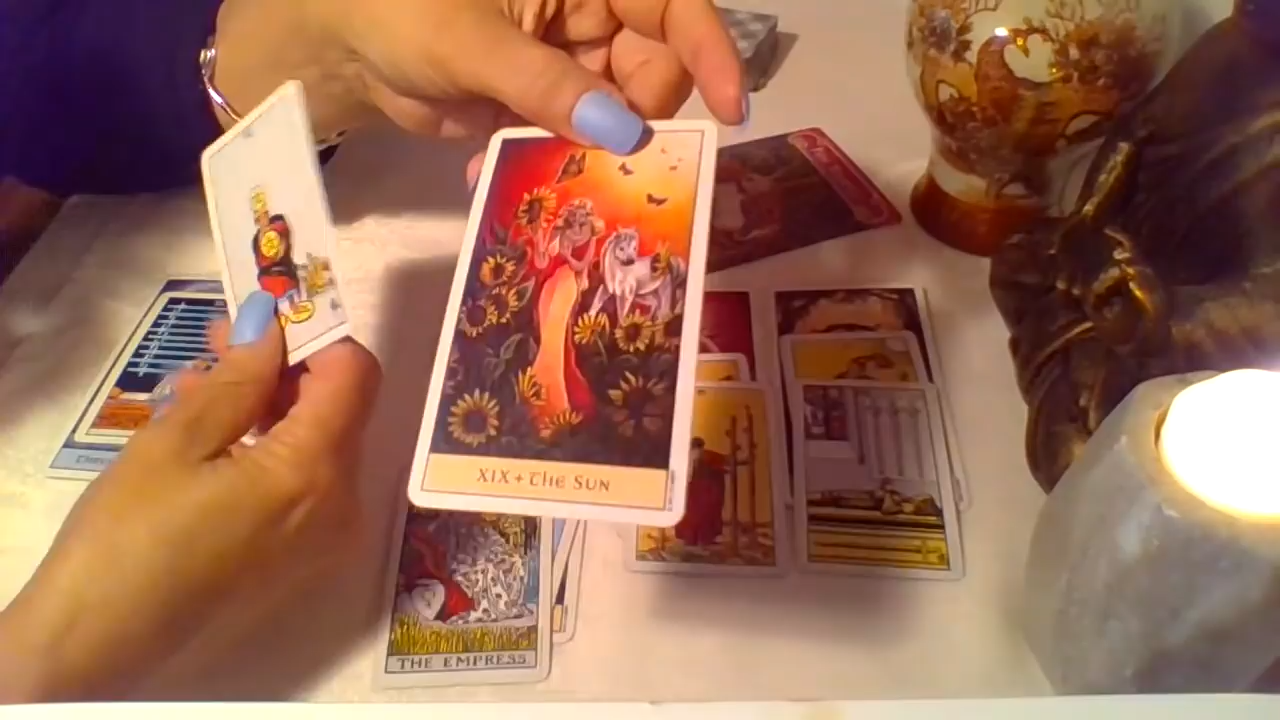 XIX + The Sun
THE EMPRESS